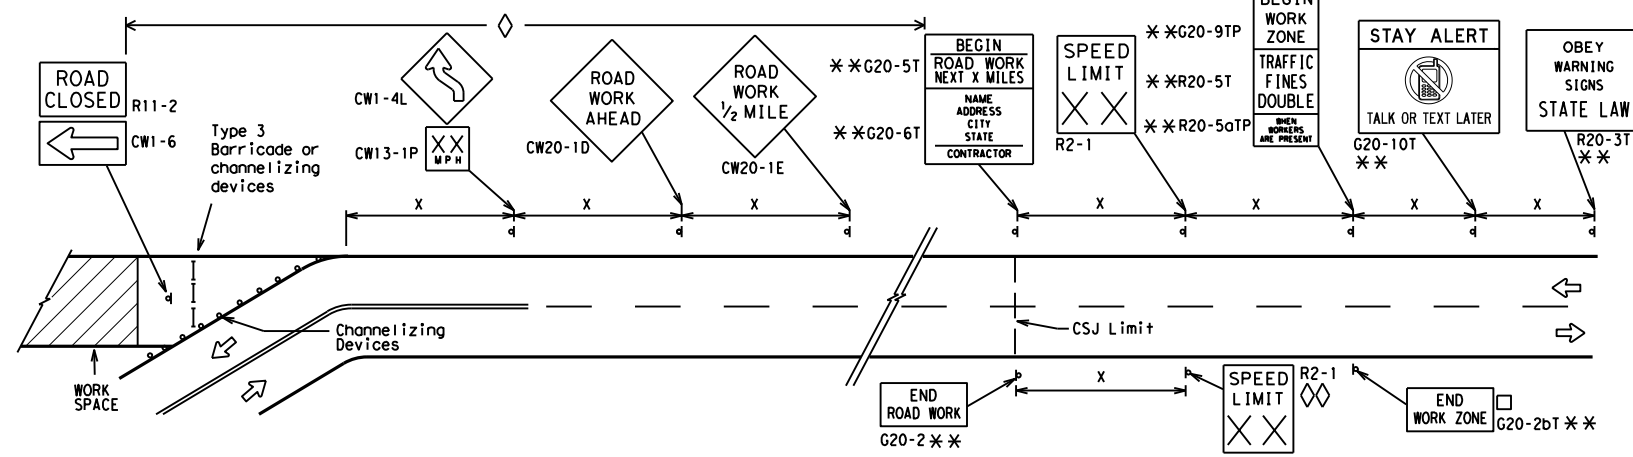 ROAD
CLOSED
R11-2
CW1-6
Type 3
Barricade or
channelizing
devices
CW1-4L
XX
MPH
CW13-1P
ROAD
WORK
AHEAD
CW20-1D
ROAD
WORK
1/2 MILE
CW20-1E
**G20-5T
**G20-6T
BEGIN
ROAD WORK
NEXT X MILES
NAME
ADDRESS
CITY
STATE
CONTRACTOR
SPEED
LIMIT
XX
R2-1
**G20-9TP
**R20-5T
**R20-5aTP
BEGIN
WORK
ZONE
TRAFFIC
FINES
DOUBLE
WHEN
WORKERS
ARE PRESENT
STAY ALERT
TALK OR TEXT LATER
G20-10T
**
OBEY
WARNING
SIGNS
STATE LAW
R20-3T
**
X
X
X
X
X
X
X
Channelizing
Devices
CSJ Limit
WORK
SPACE
END
ROAD WORK
G20-2 **
X
SPEED
LIMIT
XX
R2-1
END
WORK ZONE
G20-2bT **